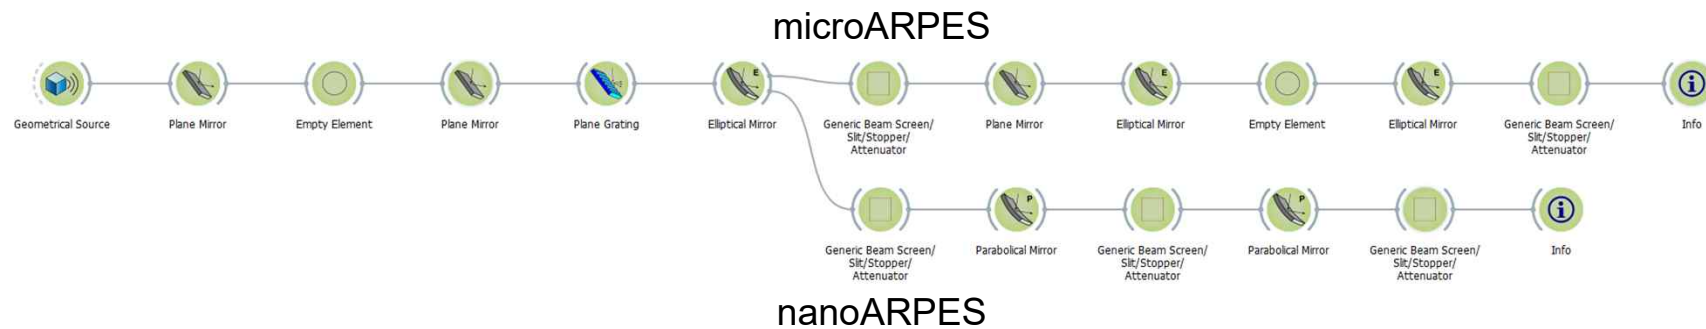 microARPES
E
E
E
Geometrical Source
Plane Mirror
Empty Element
Plane Mirror
Plane Grating
Elliptical Mirror
Generic Beam Screen/
Slit/Stopper/
Attenuator
Plane Mirror
Elliptical Mirror
Empty Element
Elliptical Mirror
Generic Beam Screen/
Slit/Stopper/
Attenuator
Info
P
P
Generic Beam Screen/
Slit/Stopper/
Attenuator
Parabolical Mirror
Generic Beam Screen/
Slit/Stopper/
Attenuator
Parabolical Mirror
Generic Beam Screen/
Slit/Stopper/
Attenuator
Info
nanoARPES